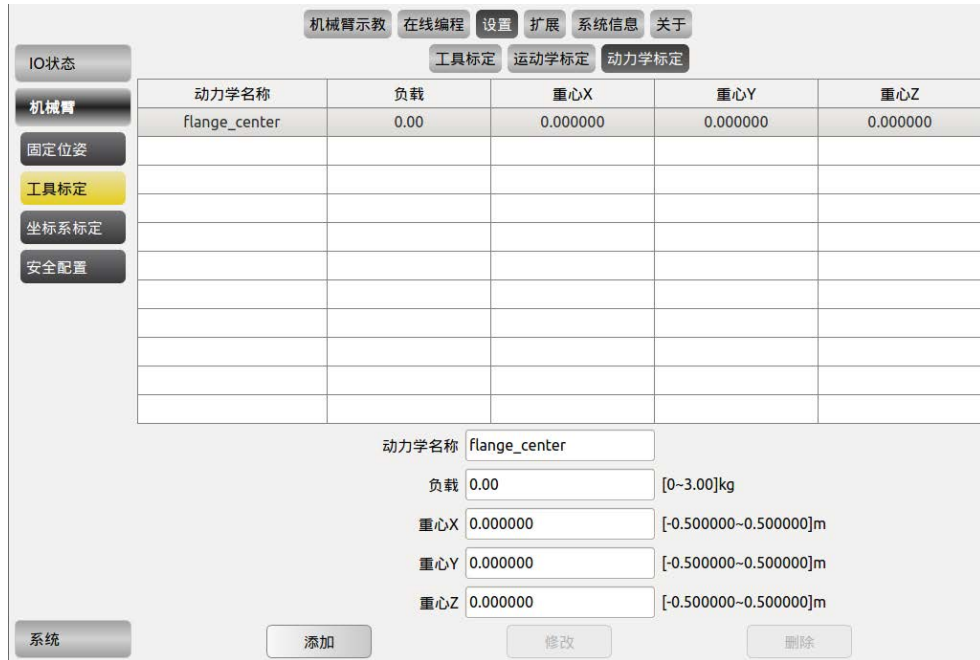 机械臂示教 在线编程 设置 扩展 系统信息 关于
IO状态
工具标定 运动学标定 动力学标定
机械臂
动力学名称 负载 重心X 重心Y 重心Z
flange_center 0.00 0.000000 0.000000 0.000000
固定位姿
工具标定
坐标系标定
安全配置
动力学名称 flange_center
负载 0.00 [0~3.00]kg
重心X 0.000000 [-0.500000~0.500000]m
重心Y 0.000000 [-0.500000~0.500000]m
重心Z 0.000000 [-0.500000~0.500000]m
系统 添加 修改 删除